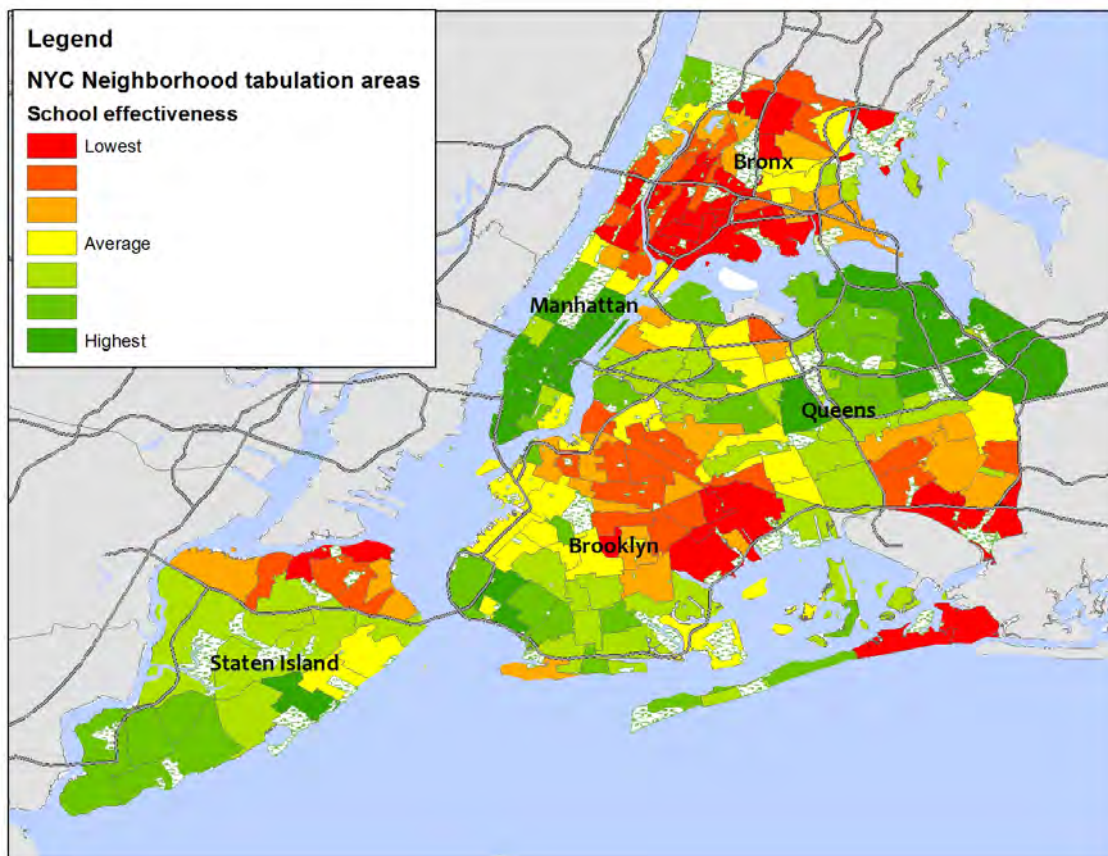 Legend
NYC Neighborhood tabulation areas
School effectiveness
Lowest
Average
Highest
Bronx
Manhattan
Queens
Brooklyn
Staten Island